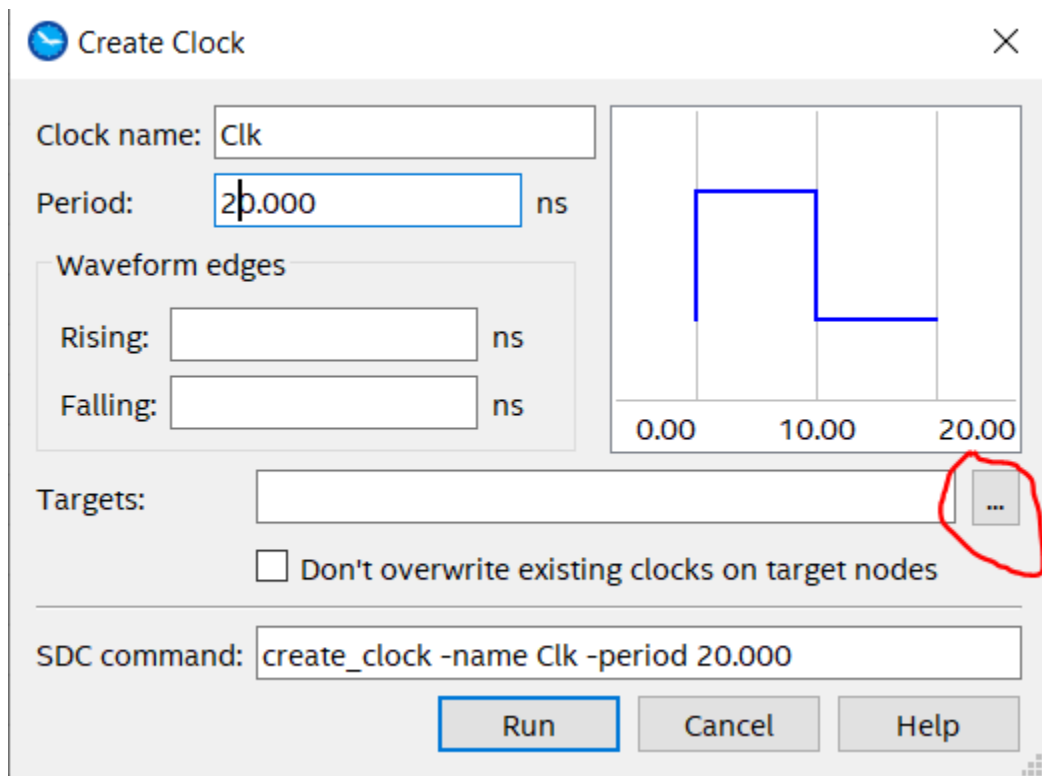 Create Clock
Clock name: Clk
Period: 20.000 ns
Waveform edges
Rising: ns
Falling: ns
0.00 10.00 20.00
Targets: ...
Don't overwrite existing clocks on target nodes
SDC command: create_clock -name Clk -period 20.000
Run Cancel Help